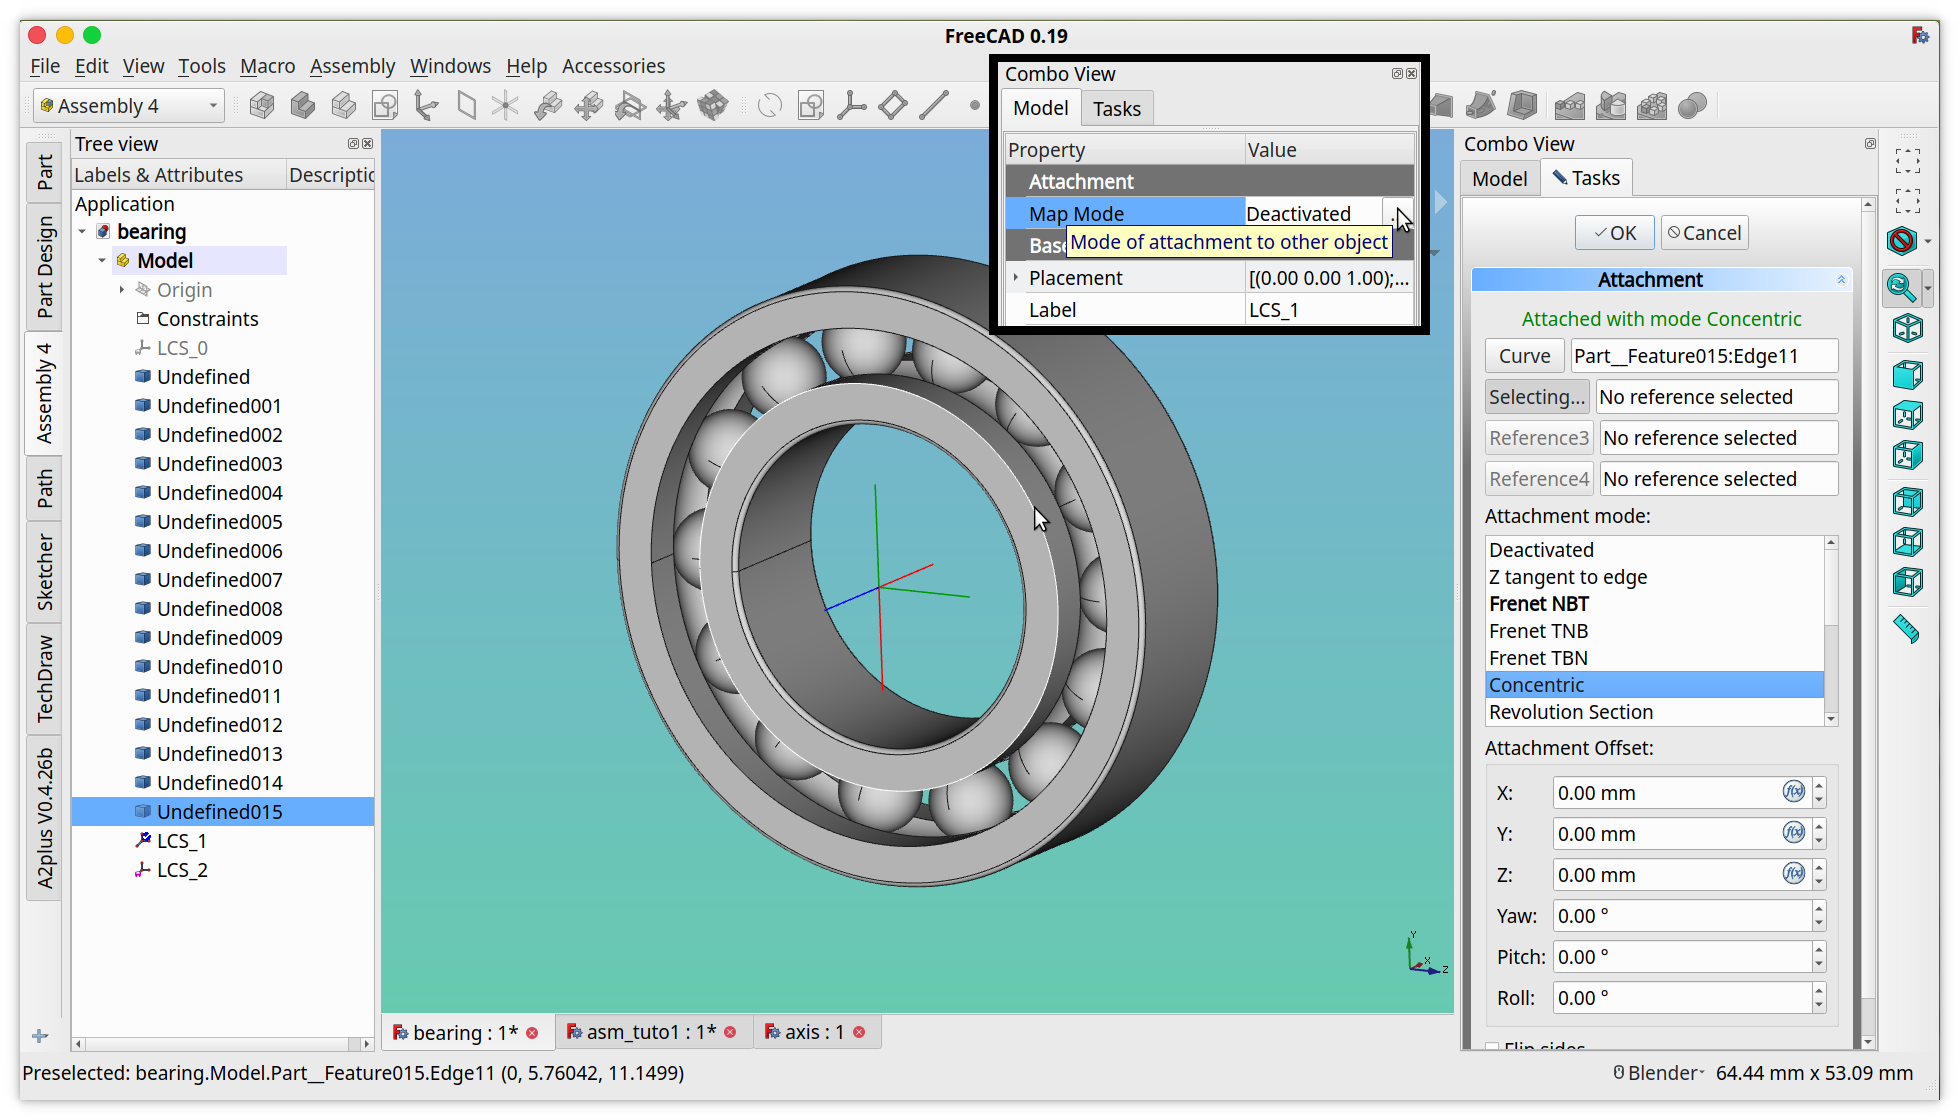 FreeCAD 0.19
File Edit View Tools Macro Assembly Windows Help Accessories
Assembly 4
Combo View
Model Tasks
Property Value
Attachment
Map Mode Deactivated ...
Mode of attachment to other object
Base
Placement [(0.00 0.00 1.00);...
Label LCS_1
Part
Part Design
Assembly 4
Path
Sketcher
TechDraw
A2plus V0.4.26b
Tree view
Labels & Attributes Descriptic
Application
bearing
Model
Origin
Constraints
LCS_0
Undefined
Undefined001
Undefined002
Undefined003
Undefined004
Undefined005
Undefined006
Undefined007
Undefined008
Undefined009
Undefined010
Undefined011
Undefined012
Undefined013
Undefined014
Undefined015
LCS_1
LCS_2
Y
X
Z
bearing : 1* asm_tuto1 : 1* axis : 1
Combo View
Model Tasks
OK Cancel
Attachment
Attached with mode Concentric
Curve Part__Feature015:Edge11
Selecting... No reference selected
Reference3 No reference selected
Reference4 No reference selected
Attachment mode:
Deactivated
Z tangent to edge
Frenet NBT
Frenet TNB
Frenet TBN
Concentric
Revolution Section
Attachment Offset:
X: 0.00 mm f(x)
Y: 0.00 mm f(x)
Z: 0.00 mm f(x)
Yaw: 0.00 °
Pitch: 0.00 °
Roll: 0.00 °
Flip sides
Preselected: bearing.Model.Part__Feature015.Edge11 (0, 5.76042, 11.1499)
Blender 64.44 mm x 53.09 mm